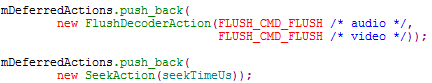 mDeferredActions.push_back(
new FlushDecoderAction(FLUSH_CMD_FLUSH /* audio */,
FLUSH_CMD_FLUSH /* video */));
mDeferredActions.push_back(
new SeekAction(seekTimeUs));